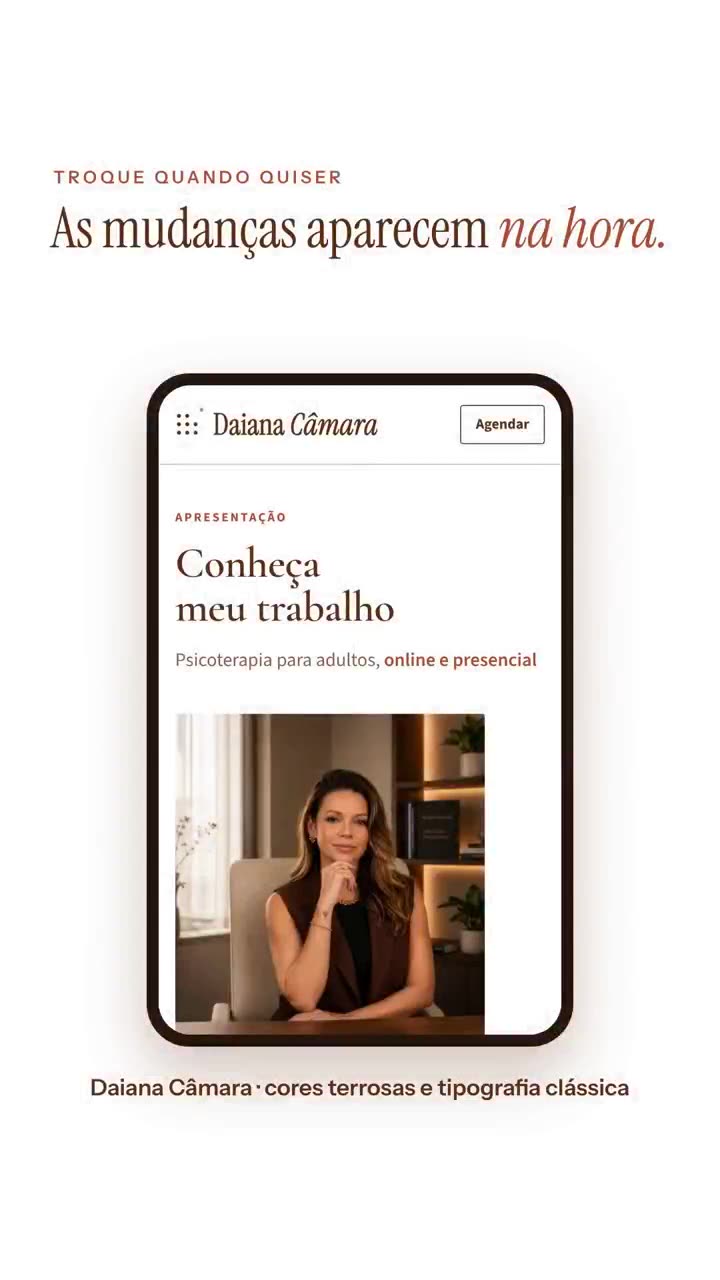 TROQUE QUANDO QUISER
As mudanças aparecem na hora.
Daiana Câmara
Agendar
APRESENTAÇÃO
Conheça
meu trabalho
Psicoterapia para adultos, online e presencial
Daiana Câmara · cores terrosas e tipografia clássica